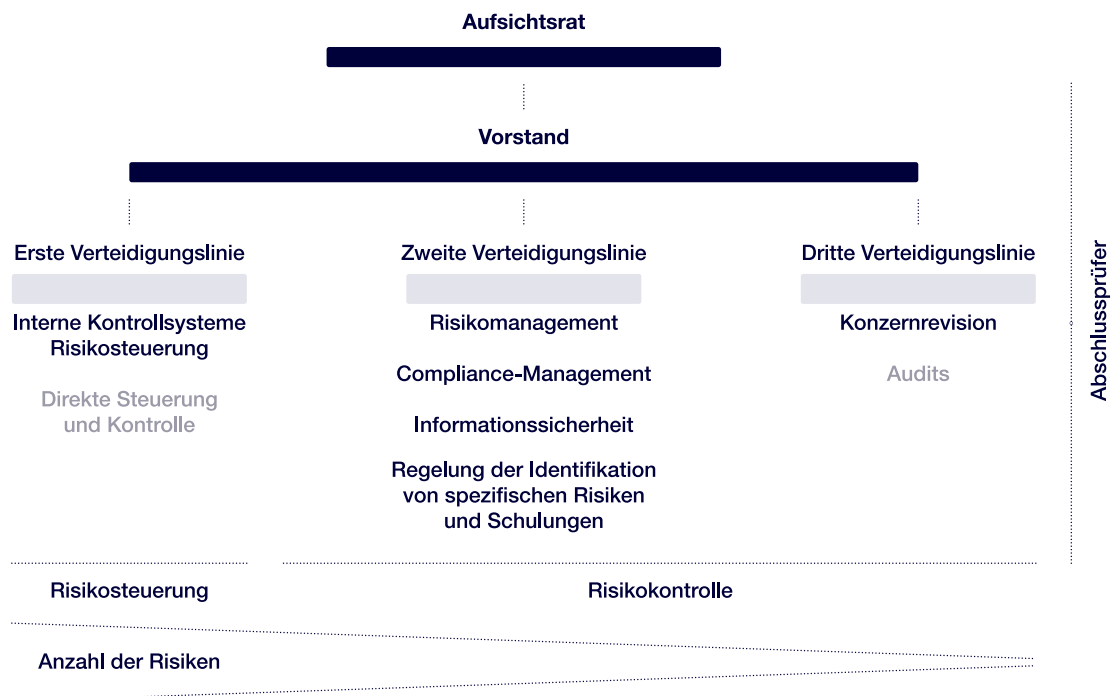 Aufsichtsrat
Vorstand
Erste Verteidigungslinie
Interne Kontrollsysteme
Risikosteuerung
Direkte Steuerung
und Kontrolle
Zweite Verteidigungslinie
Risikomanagement
Compliance-Management
Informationssicherheit
Regelung der Identifikation
von spezifischen Risiken
und Schulungen
Dritte Verteidigungslinie
Konzernrevision
Audits
Abschlussprüfer
Risikosteuerung
Risikokontrolle
Anzahl der Risiken